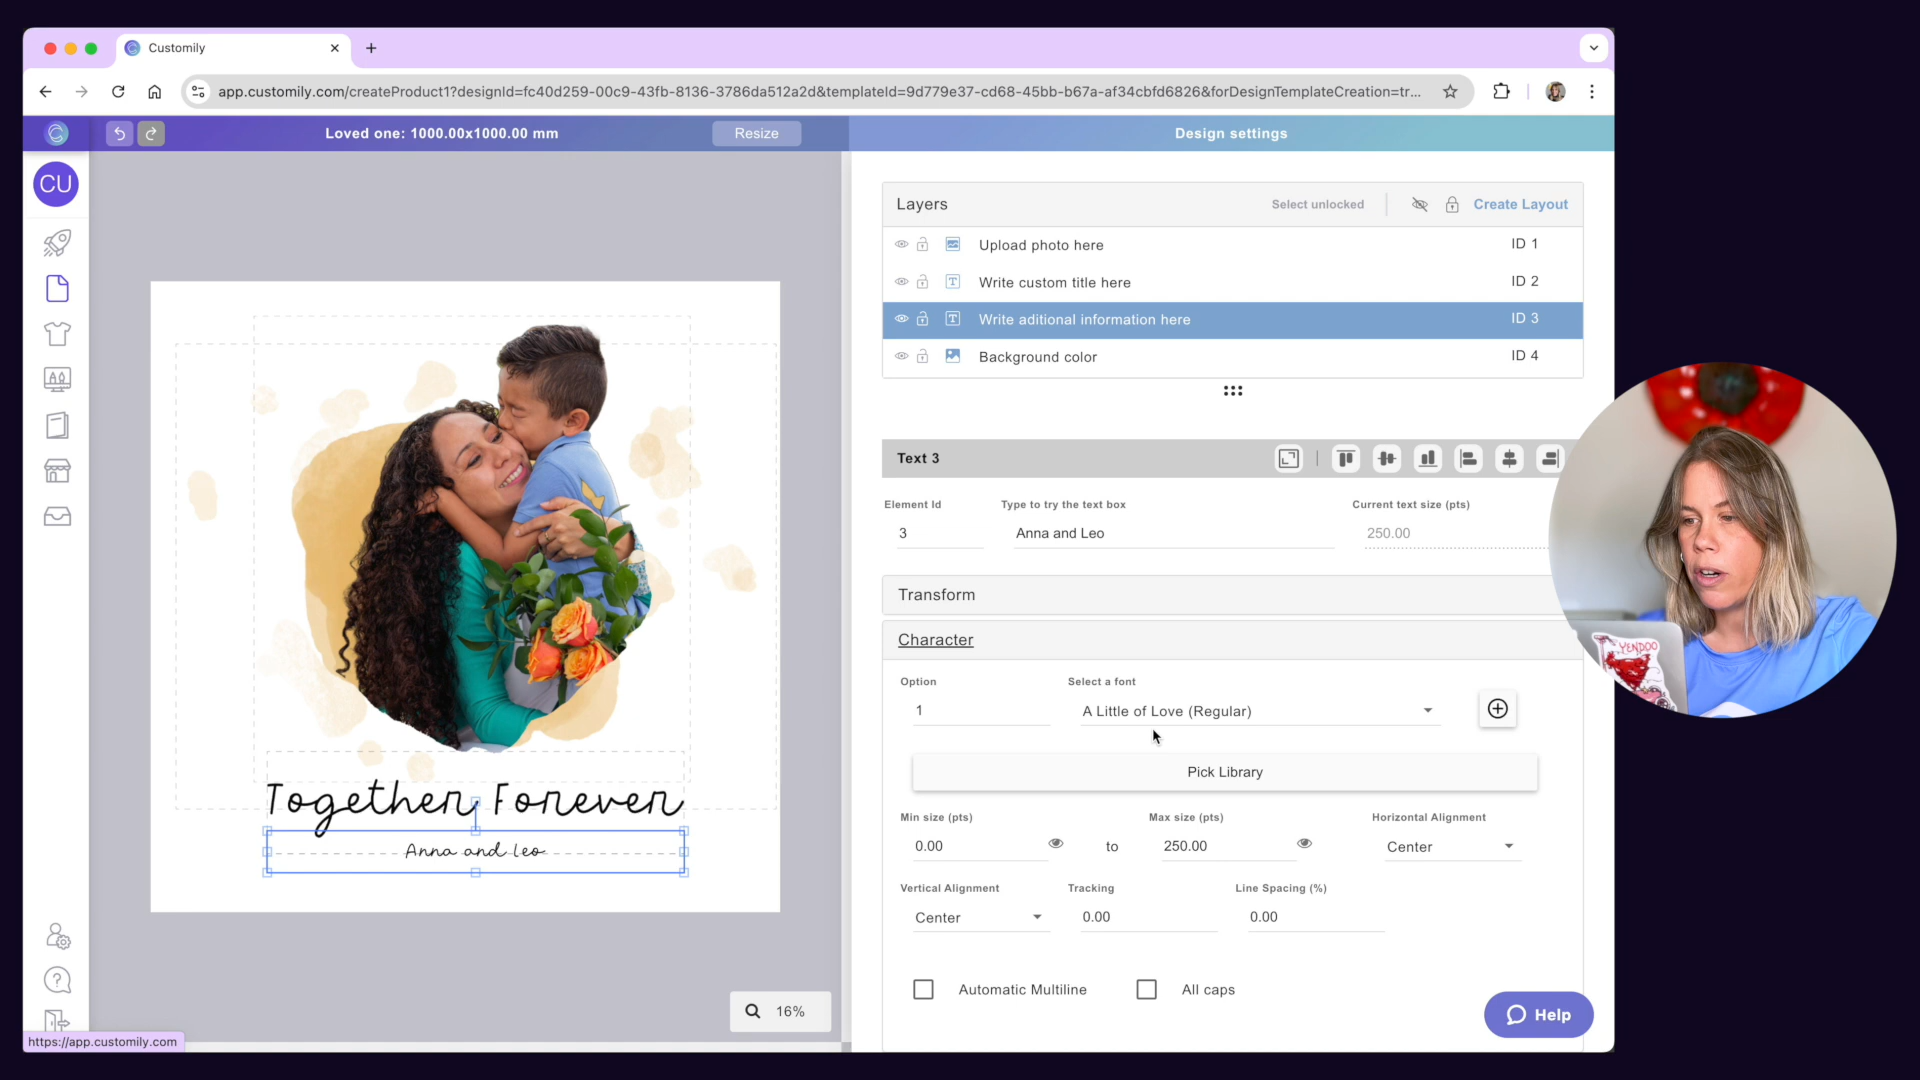 Customily
app.customily.com/createProduct1?designId=fc40d259-00c9-43fb-8136-3786da512a2d&templateId=9d779e37-cd68-45bb-b67a-af34cbfd6826&forDesignTemplateCreation=tr...
Loved one: 1000.00x1000.00 mm
Resize
Design settings
CU
Layers
Select unlocked
Create Layout
Upload photo here
ID 1
Write custom title here
ID 2
Write aditional information here
ID 3
Background color
ID 4
Text 3
Element Id
Type to try the text box
Current text size (pts)
3
Anna and Leo
250.00
Transform
Character
Option
Select a font
1
A Little of Love (Regular)
Pick Library
Min size (pts)
Max size (pts)
Horizontal Alignment
0.00
to
250.00
Center
Vertical Alignment
Tracking
Line Spacing (%)
Center
0.00
0.00
Automatic Multiline
All caps
Together Forever
Anna and Leo
16%
Help
https://app.customily.com
YENDOO